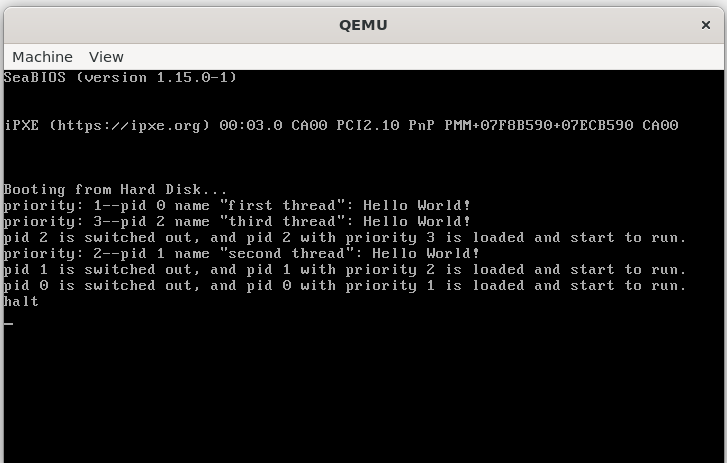 QEMU
×
Machine View
SeaBIOS (version 1.15.0-1)
iPXE (https://ipxe.org) 00:03.0 CA00 PCI2.10 PnP PMM+07F8B590+07ECB590 CA00
Booting from Hard Disk...
priority: 1--pid 0 name "first thread": Hello World!
priority: 3--pid 2 name "third thread": Hello World!
pid 2 is switched out, and pid 2 with priority 3 is loaded and start to run.
priority: 2--pid 1 name "second thread": Hello World!
pid 1 is switched out, and pid 1 with priority 2 is loaded and start to run.
pid 0 is switched out, and pid 0 with priority 1 is loaded and start to run.
halt
_